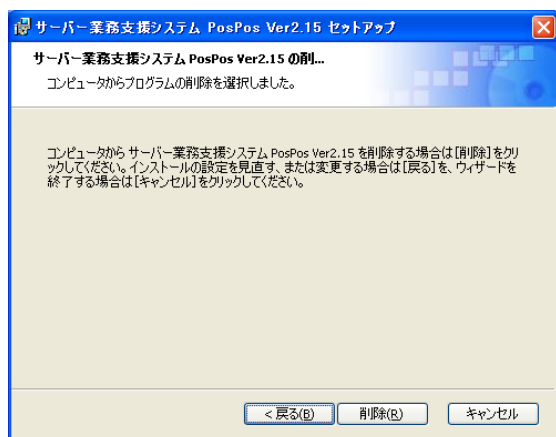 サーバー業務支援システム PosPos Ver2.15 セットアップ
サーバー業務支援システム PosPos Ver2.15 の削...
コンピュータからプログラムの削除を選択しました。
コンピュータから サーバー業務支援システム PosPos Ver2.15 を削除する場合は[削除]をクリ
ックしてください。インストールの設定を見直す、または変更する場合は[戻る]を、ウィザードを
終了する場合は[キャンセル]をクリックしてください。
< 戻る(B) 削除(R) キャンセル